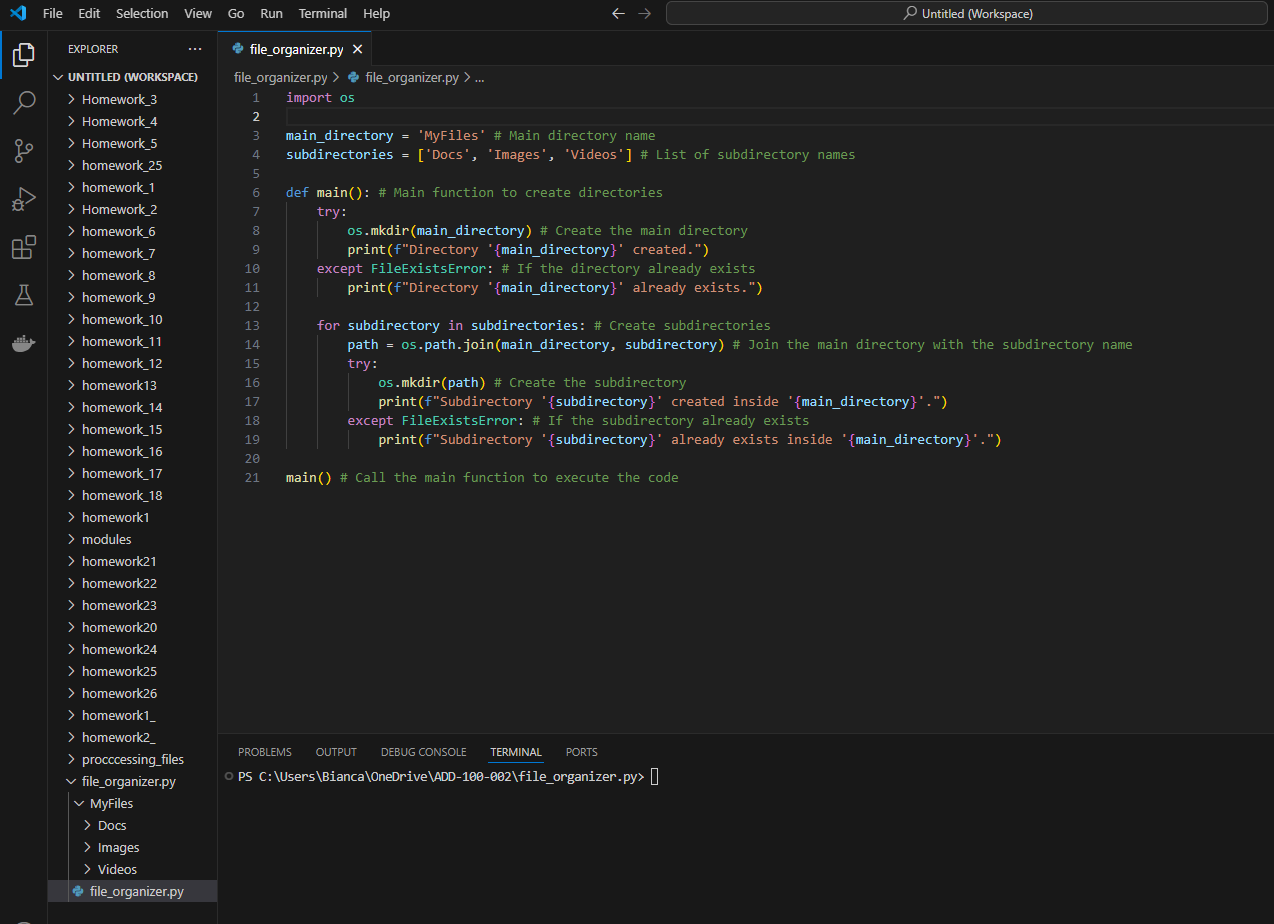 File Edit Selection View Go Run Terminal Help
Untitled (Workspace)
EXPLORER
UNTITLED (WORKSPACE)
Homework_3
Homework_4
Homework_5
homework_25
homework_1
Homework_2
homework_6
homework_7
homework_8
homework_9
homework_10
homework_11
homework_12
homework13
homework_14
homework_15
homework_16
homework_17
homework_18
homework1
modules
homework21
homework22
homework23
homework20
homework24
homework25
homework26
homework1_
homework2_
procccessing_files
file_organizer.py
MyFiles
Docs
Images
Videos
file_organizer.py
file_organizer.py
file_organizer.py > file_organizer.py > ...
1 import os
2
3 main_directory = 'MyFiles' # Main directory name
4 subdirectories = ['Docs', 'Images', 'Videos'] # List of subdirectory names
5
6 def main(): # Main function to create directories
7     try:
8         os.mkdir(main_directory) # Create the main directory
9         print(f"Directory '{main_directory}' created.")
10     except FileExistsError: # If the directory already exists
11         print(f"Directory '{main_directory}' already exists.")
12
13     for subdirectory in subdirectories: # Create subdirectories
14         path = os.path.join(main_directory, subdirectory) # Join the main directory with the subdirectory name
15         try:
16             os.mkdir(path) # Create the subdirectory
17             print(f"Subdirectory '{subdirectory}' created inside '{main_directory}'.")
18         except FileExistsError: # If the subdirectory already exists
19             print(f"Subdirectory '{subdirectory}' already exists inside '{main_directory}'.")
20
21 main() # Call the main function to execute the code
PROBLEMS OUTPUT DEBUG CONSOLE TERMINAL PORTS
PS C:\Users\Bianca\OneDrive\ADD-100-002\file_organizer.py>